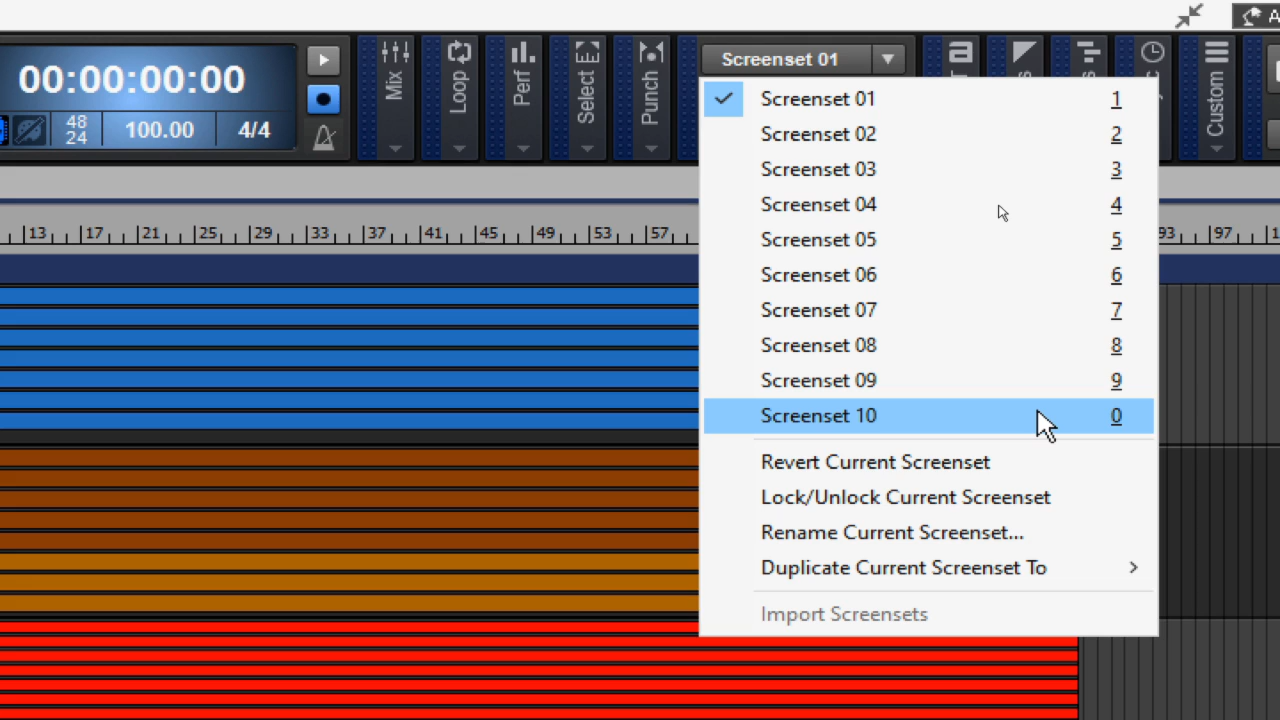 A
00:00:00:00
48
24
100.00
4/4
Mix
Loop
Perf
Select
Punch
Screenset 01
Custom
Screenset 01 1
Screenset 02 2
Screenset 03 3
Screenset 04 4
Screenset 05 5
Screenset 06 6
Screenset 07 7
Screenset 08 8
Screenset 09 9
Screenset 10 0
Revert Current Screenset
Lock/Unlock Current Screenset
Rename Current Screenset...
Duplicate Current Screenset To
Import Screensets
13 17 21 25 29 33 37 41 45 49 53 57 93 97